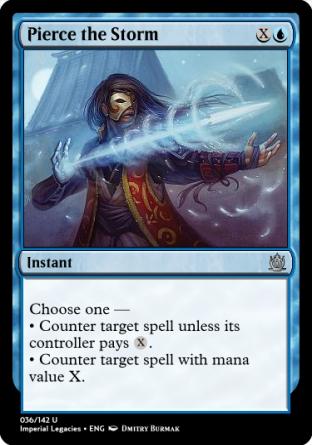 Pierce the Storm X
Instant
Choose one —
• Counter target spell unless its
controller pays X.
• Counter target spell with mana
value X.
036/142 U
Imperial Legacies • ENG DMITRY BURMAK